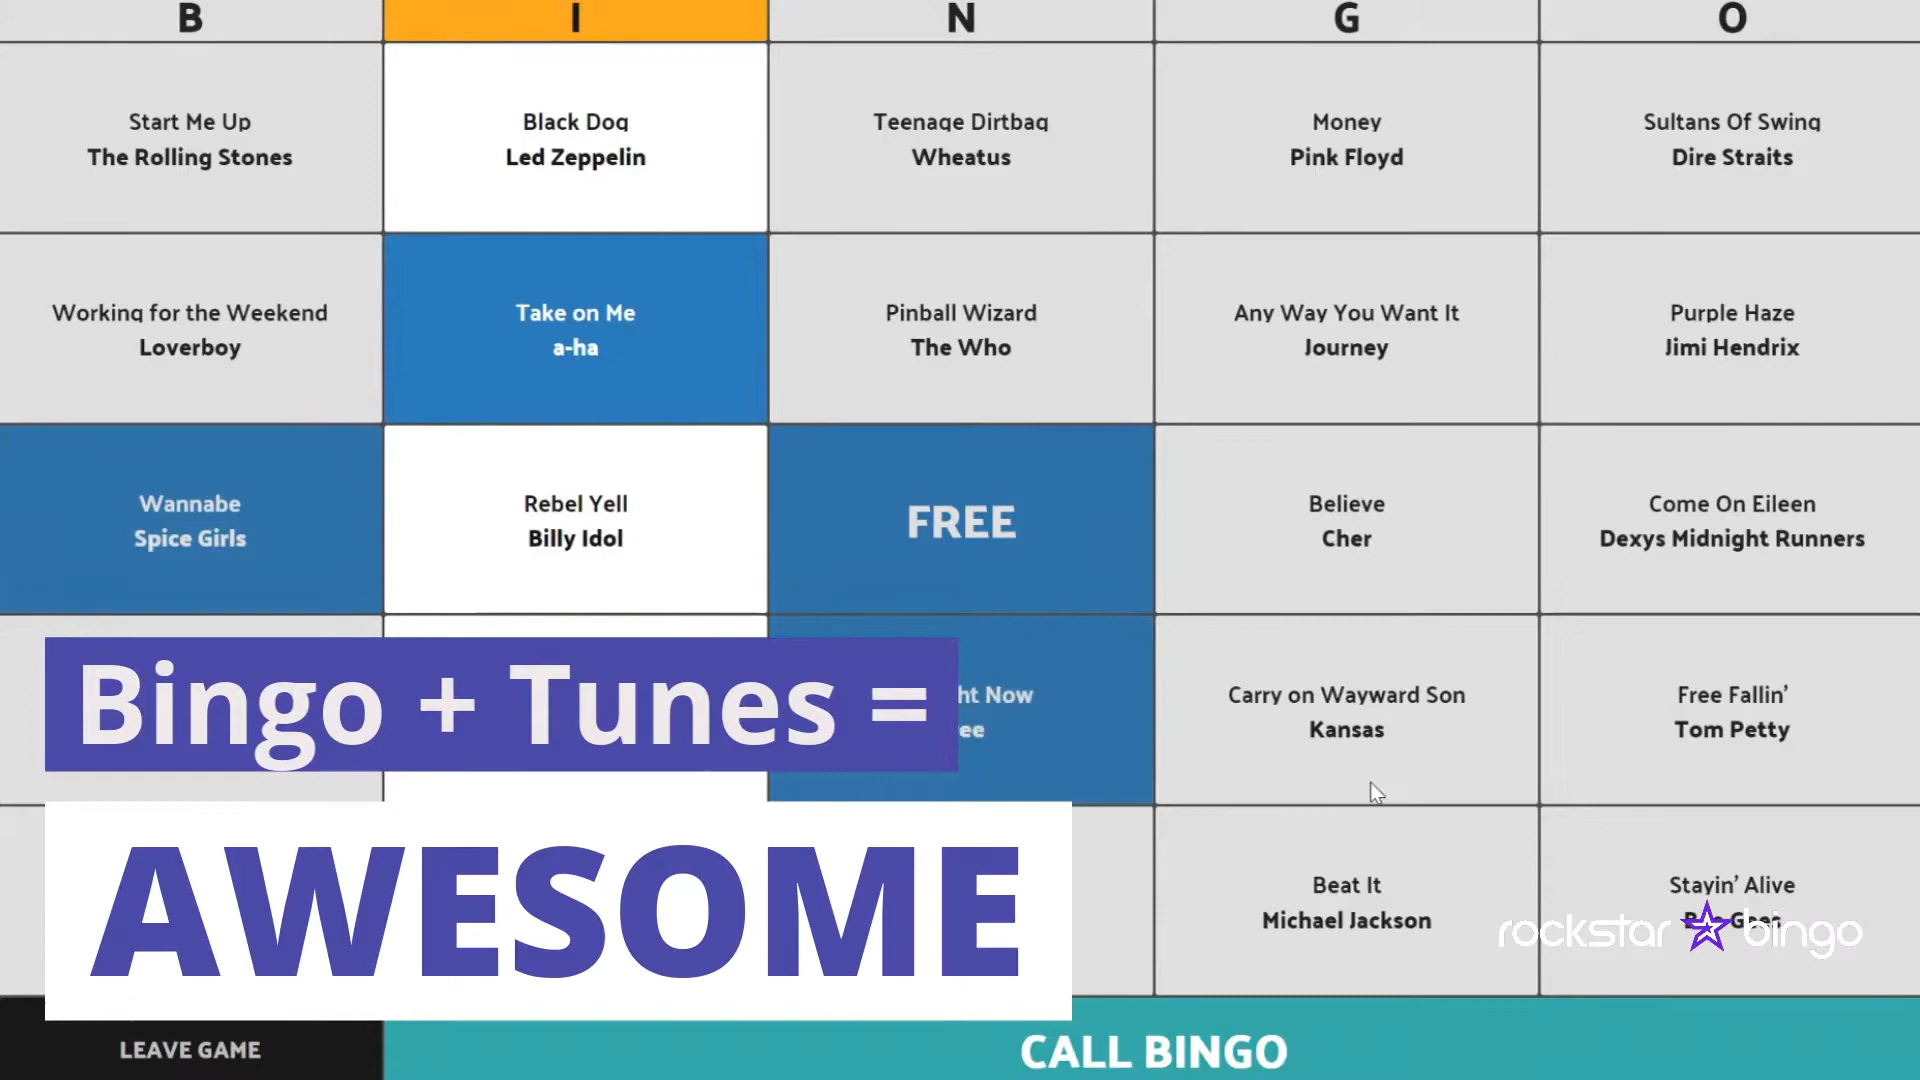 B I N G O
Start Me Up
The Rolling Stones
Black Dog
Led Zeppelin
Teenage Dirtbag
Wheatus
Money
Pink Floyd
Sultans Of Swing
Dire Straits
Working for the Weekend
Loverboy
Take on Me
a-ha
Pinball Wizard
The Who
Any Way You Want It
Journey
Purple Haze
Jimi Hendrix
Wannabe
Spice Girls
Rebel Yell
Billy Idol
FREE
Believe
Cher
Come On Eileen
Dexys Midnight Runners
Now
Carry on Wayward Son
Kansas
Free Fallin'
Tom Petty
Bingo + Tunes =
AWESOME
Beat It
Michael Jackson
Stayin' Alive
Bee Gees
rockstar bingo
LEAVE GAME
CALL BINGO